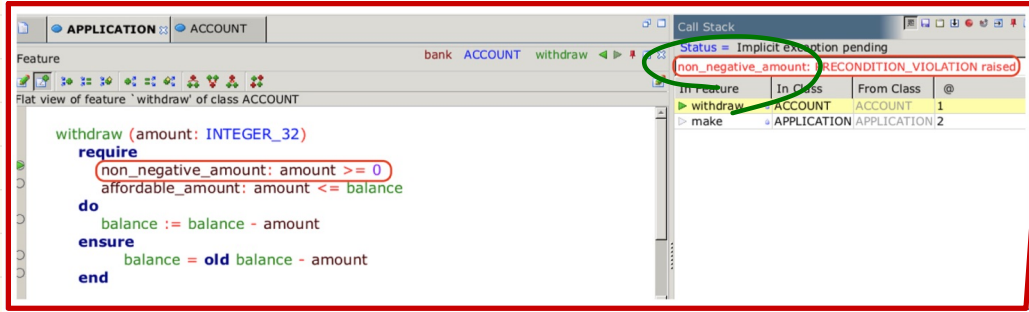 APPLICATION ACCOUNT
Feature bank ACCOUNT withdraw
Flat view of feature `withdraw' of class ACCOUNT
withdraw (amount: INTEGER_32)
require
non_negative_amount: amount >= 0
affordable_amount: amount <= balance
do
balance := balance - amount
ensure
balance = old balance - amount
end
Call Stack
Status = Implicit exception pending
non_negative_amount: PRECONDITION_VIOLATION raised
In Feature In Class From Class @
withdraw ACCOUNT ACCOUNT 1
make APPLICATION APPLICATION 2